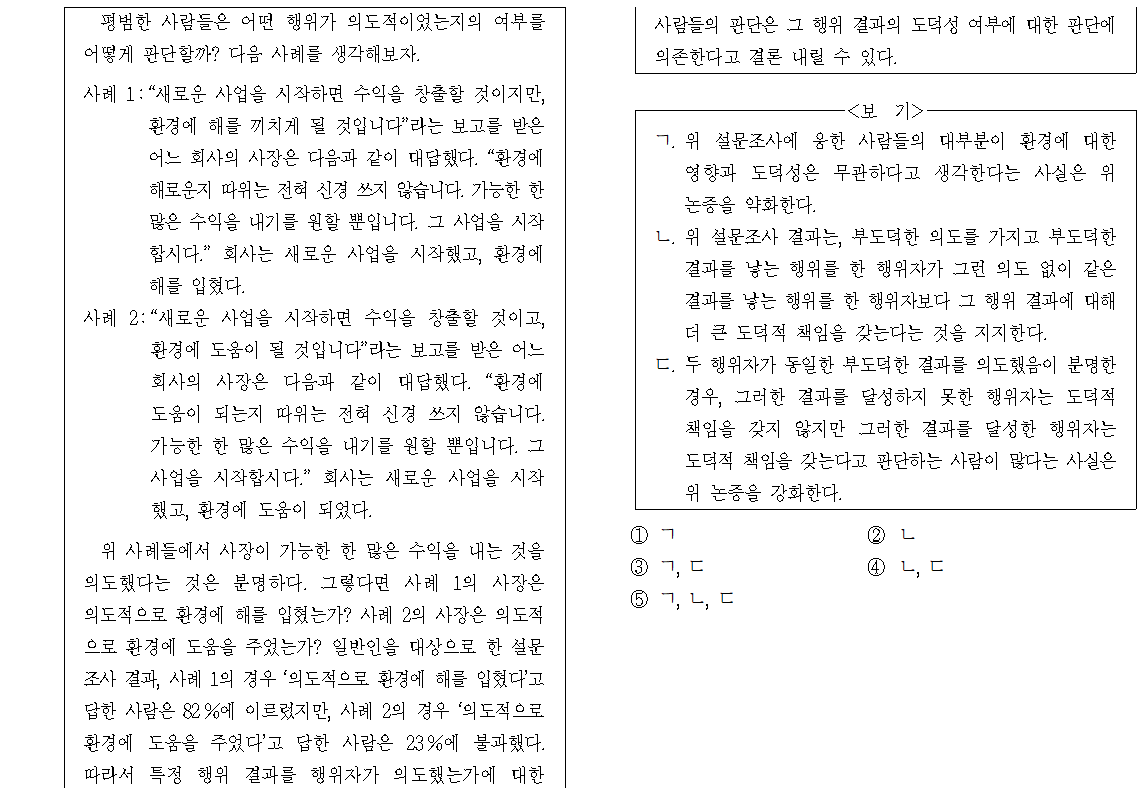 평범한 사람들은 어떤 행위가 의도적이었는지의 여부를
어떻게 판단할까? 다음 사례를 생각해보자.
사례 1: “새로운 사업을 시작하면 수익을 창출할 것이지만,
환경에 해를 끼치게 될 것입니다”라는 보고를 받은
어느 회사의 사장은 다음과 같이 대답했다. “환경에
해로운지 따위는 전혀 신경 쓰지 않습니다. 가능한 한
많은 수익을 내기를 원할 뿐입니다. 그 사업을 시작
합시다.” 회사는 새로운 사업을 시작했고, 환경에
해를 입혔다.
사례 2: “새로운 사업을 시작하면 수익을 창출할 것이고,
환경에 도움이 될 것입니다”라는 보고를 받은 어느
회사의 사장은 다음과 같이 대답했다. “환경에
도움이 되는지 따위는 전혀 신경 쓰지 않습니다.
가능한 한 많은 수익을 내기를 원할 뿐입니다. 그
사업을 시작합시다.” 회사는 새로운 사업을 시작
했고, 환경에 도움이 되었다.
위 사례들에서 사장이 가능한 한 많은 수익을 내는 것을
의도했다는 것은 분명하다. 그렇다면 사례 1의 사장은
의도적으로 환경에 해를 입혔는가? 사례 2의 사장은 의도적
으로 환경에 도움을 주었는가? 일반인을 대상으로 한 설문
조사 결과, 사례 1의 경우 ‘의도적으로 환경에 해를 입혔다’고
답한 사람은 82%에 이르렀지만, 사례 2의 경우 ‘의도적으로
환경에 도움을 주었다’고 답한 사람은 23%에 불과했다.
따라서 특정 행위 결과를 행위자가 의도했는가에 대한
사람들의 판단은 그 행위 결과의 도덕성 여부에 대한 판단에
의존한다고 결론 내릴 수 있다.
<보 기>
ㄱ. 위 설문조사에 응한 사람들의 대부분이 환경에 대한
영향과 도덕성은 무관하다고 생각한다는 사실은 위
논증을 약화한다.
ㄴ. 위 설문조사 결과는, 부도덕한 의도를 가지고 부도덕한
결과를 낳는 행위를 한 행위자가 그런 의도 없이 같은
결과를 낳는 행위를 한 행위자보다 그 행위 결과에 대해
더 큰 도덕적 책임을 갖는다는 것을 지지한다.
ㄷ. 두 행위자가 동일한 부도덕한 결과를 의도했음이 분명한
경우, 그러한 결과를 달성하지 못한 행위자는 도덕적
책임을 갖지 않지만 그러한 결과를 달성한 행위자는
도덕적 책임을 갖는다고 판단하는 사람이 많다는 사실은
위 논증을 강화한다.
① ㄱ ② ㄴ
③ ㄱ, ㄷ ④ ㄴ, ㄷ
⑤ ㄱ, ㄴ, ㄷ